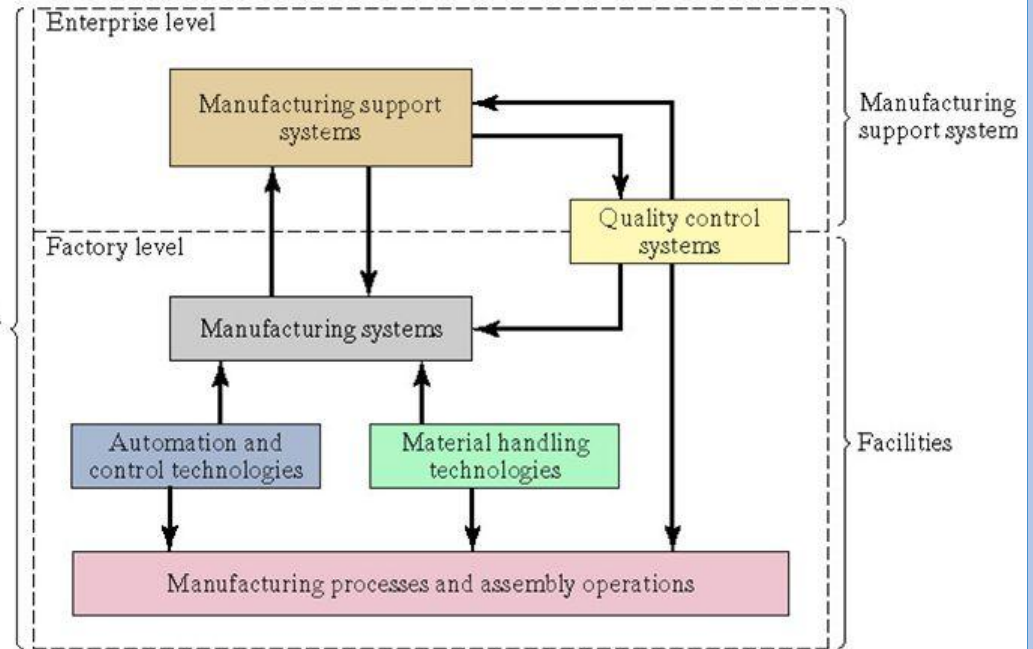 Enterprise level
Manufacturing support
systems
Manufacturing
support system
Quality control
systems
Factory level
Manufacturing systems
Automation and
control technologies
Material handling
technologies
Facilities
Manufacturing processes and assembly operations